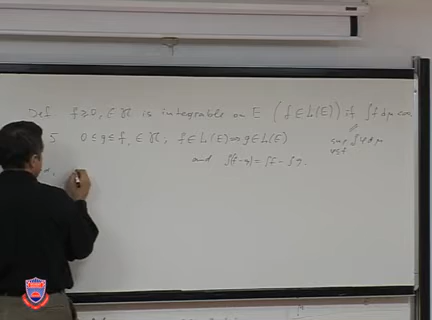 Def f≥0, ∈ 𝔐 is integrable on E (f∈L(E)) if ∫f dμ
sup ∫φ dμ
φ≤f
5 0≤g≤f, ∈ 𝔐, f∈L(E) ⇒ g∈L(E)
and ∫(f-g) = ∫f - ∫g.